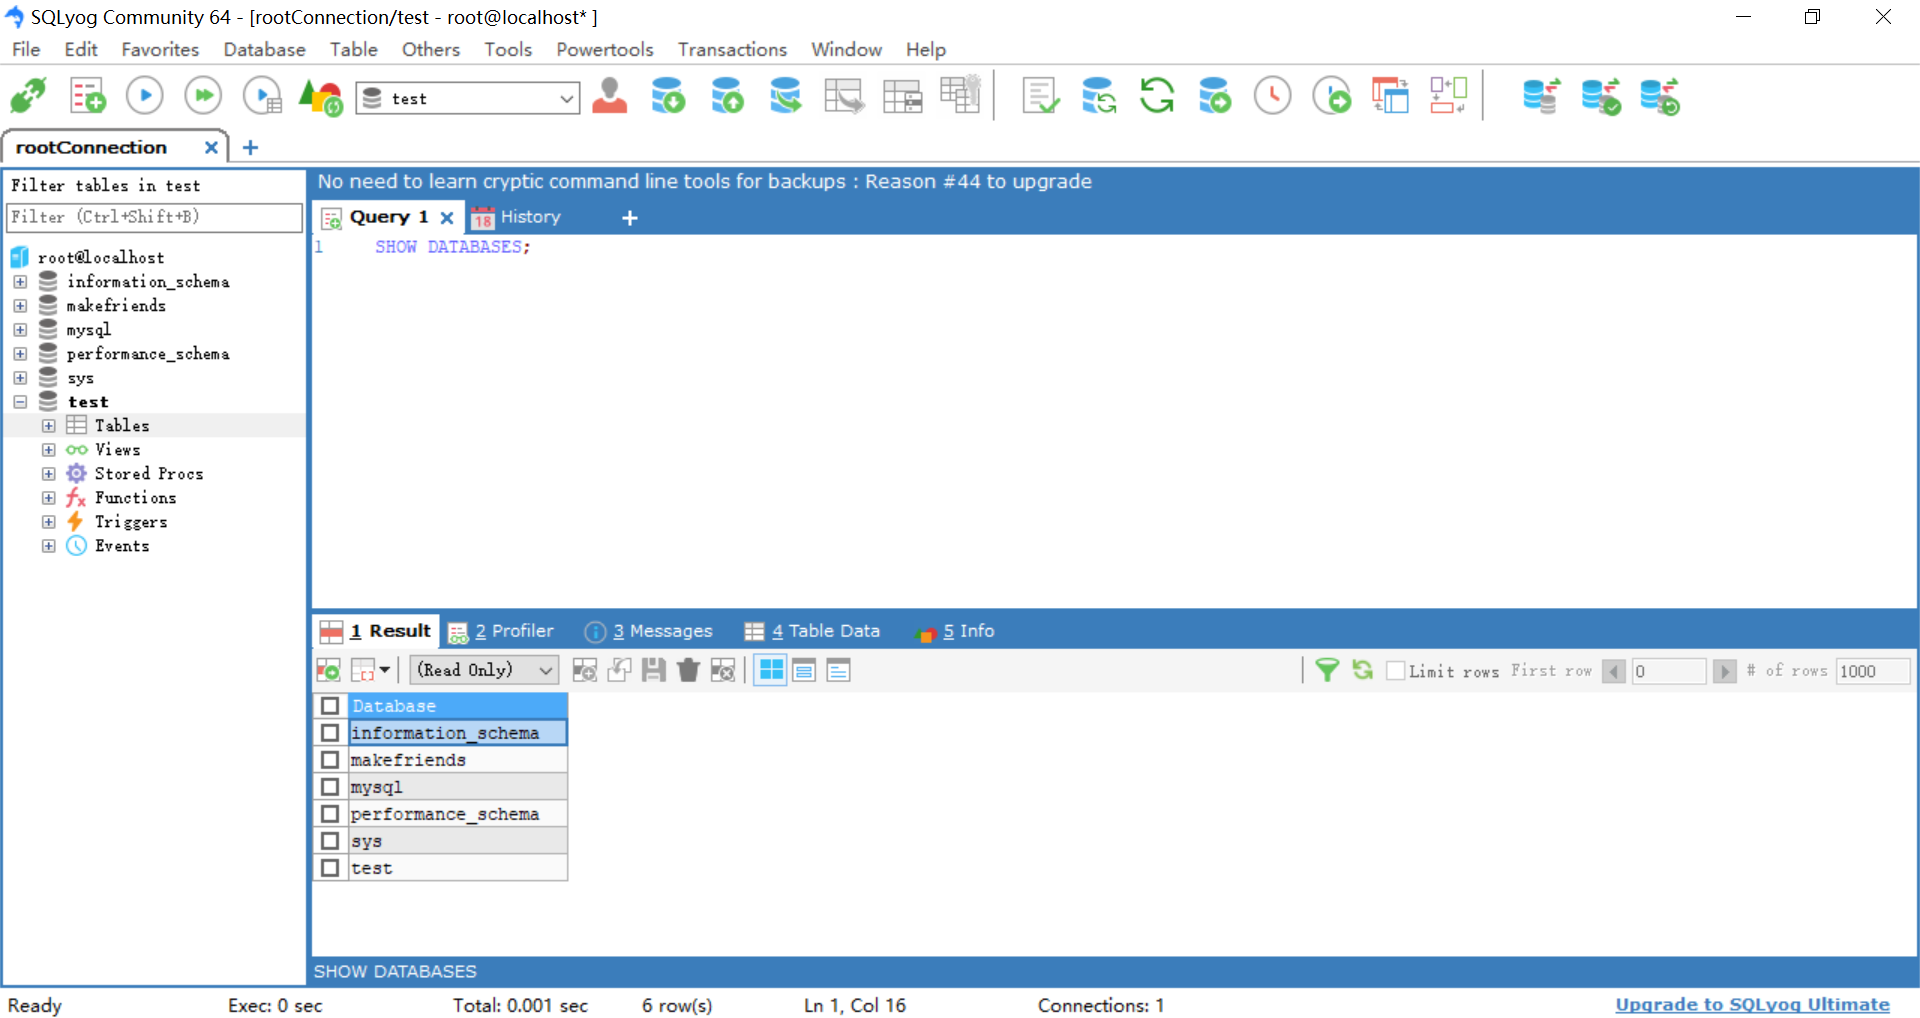 SQLyog Community 64 - [rootConnection/test - root@localhost* ]
File Edit Favorites Database Table Others Tools Powertools Transactions Window Help
test
rootConnection
Filter tables in test
Filter (Ctrl+Shift+B)
root@localhost
information_schema
makefriends
mysql
performance_schema
sys
test
Tables
Views
Stored Procs
Functions
Triggers
Events
No need to learn cryptic command line tools for backups : Reason #44 to upgrade
Query 1 18 History
1 SHOW DATABASES;
1 Result 2 Profiler 3 Messages 4 Table Data 5 Info
(Read Only) Limit rows First row 0 # of rows 1000
Database
information_schema
makefriends
mysql
performance_schema
sys
test
SHOW DATABASES
Ready Exec: 0 sec Total: 0.001 sec 6 row(s) Ln 1, Col 16 Connections: 1 Upgrade to SQLyog Ultimate